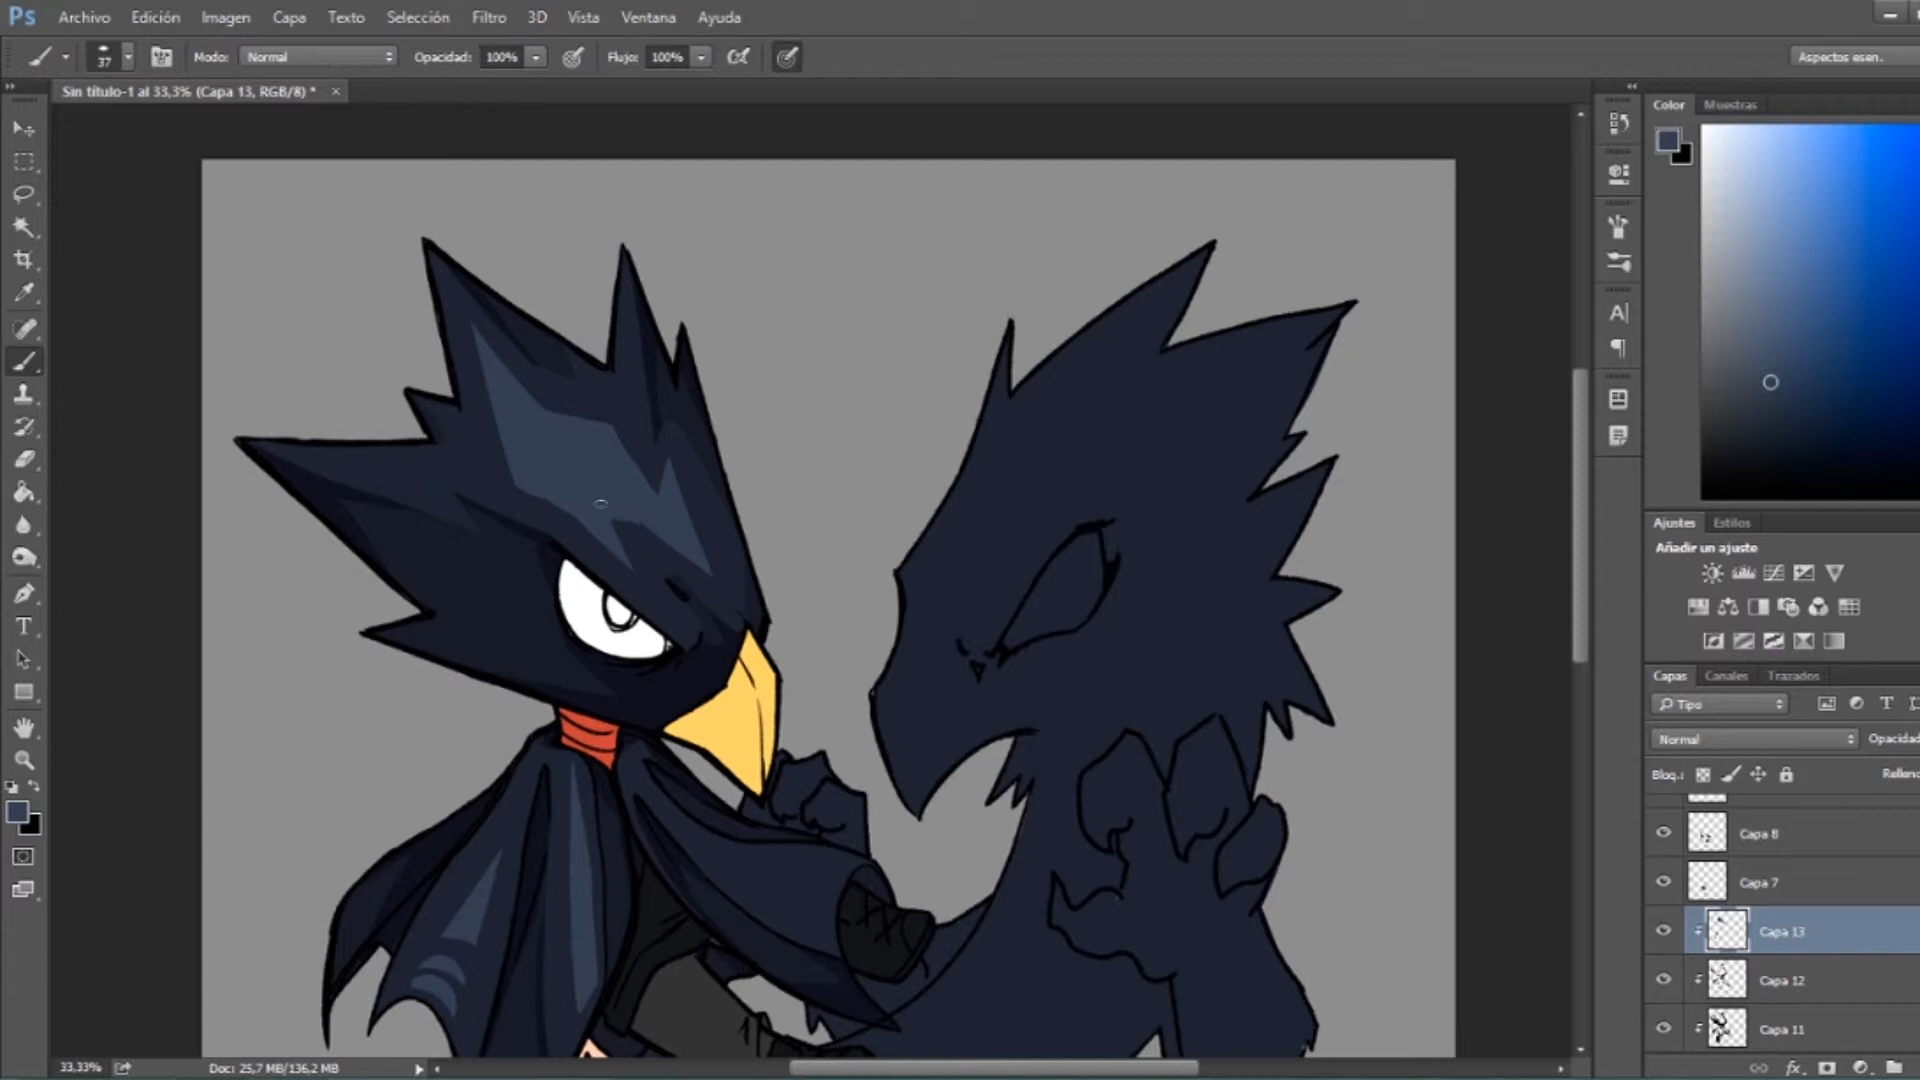 Ps Archivo Edición Imagen Capa Texto Selección Filtro 3D Vista Ventana Ayuda
37 Modo: Normal Opacidad: 100% Flujo: 100% Aspectos esen.
Sin título-1 al 33,3% (Capa 13, RGB/8) * ×
Color Muestras
Ajustes Estilos
Añadir un ajuste
Capas Canales Trazados
Tipo
Normal Opacidad
Bloq.: Relleno
Capa 8
Capa 7
Capa 13
Capa 12
Capa 11
33,33% Doc: 25,7 MB/136,2 MB